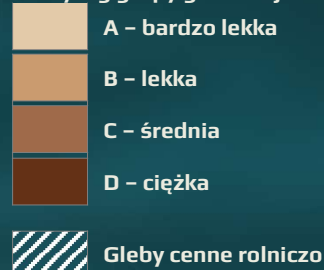 A – bardzo lekka
B – lekka
C – średnia
D – ciężka
Gleby cenne rolniczo